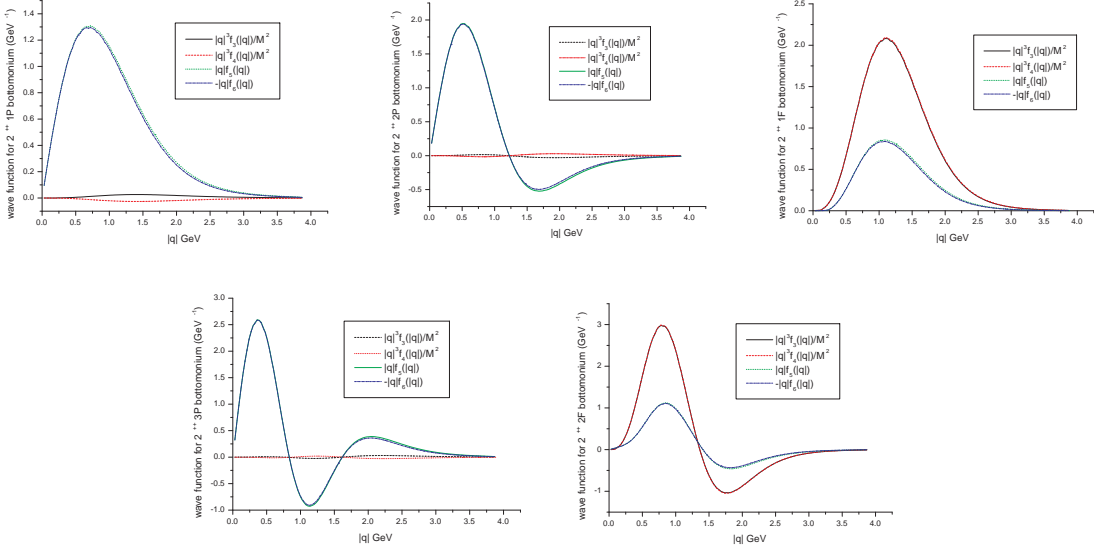 wave function for 2 ++ 1P bottomonium (GeV -1)
1.4
1.2
1.0
0.8
0.6
0.4
0.2
0.0
0.0 0.5 1.0 1.5 2.0 2.5 3.0 3.5 4.0
|q| GeV
|q|³f₃(|q|)/M²
|q|³f₄(|q|)/M²
|q|f₅(|q|)
-|q|f₆(|q|)
wave function for 2 ++ 2P bottomonium (GeV -1)
2.0
1.5
1.0
0.5
0.0
-0.5
0.0 0.5 1.0 1.5 2.0 2.5 3.0 3.5 4.0
|q| GeV
|q|³f₃(|q|)/M²
|q|³f₄(|q|)/M²
|q|f₅(|q|)
-|q|f₆(|q|)
wave function for 2 ++ 1F bottomonium (GeV -1)
2.5
2.0
1.5
1.0
0.5
0.0
0.0 0.5 1.0 1.5 2.0 2.5 3.0 3.5 4.0
|q| GeV
|q|³f₃(|q|)/M²
|q|³f₄(|q|)/M²
|q|f₅(|q|)
-|q|f₆(|q|)
wave function for 2 ++ 3P bottomonium (GeV -1)
3.0
2.5
2.0
1.5
1.0
0.5
0.0
-0.5
-1.0
0.0 0.5 1.0 1.5 2.0 2.5 3.0 3.5 4.0
|q| GeV
|q|³f₃(|q|)/M²
|q|³f₄(|q|)/M²
|q|f₅(|q|)
-|q|f₆(|q|)
wave function for 2 ++ 2F bottomonium (GeV -1)
3
2
1
0
-1
0.0 0.5 1.0 1.5 2.0 2.5 3.0 3.5 4.0
|q| GeV
|q|³f₃(|q|)/M²
|q|³f₄(|q|)/M²
|q|f₅(|q|)
-|q|f₆(|q|)